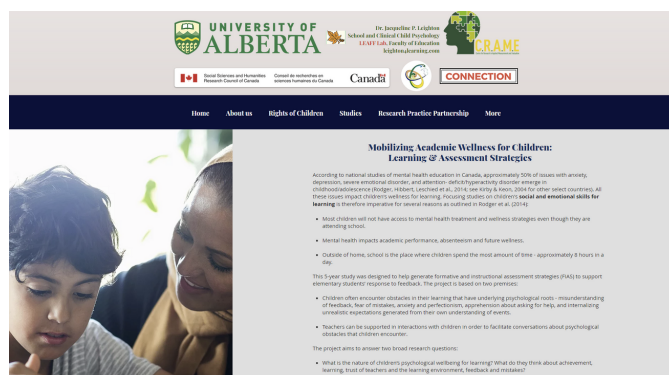 UNIVERSITY OF
ALBERTA
Dr. Jacqueline P. Leighton
School and Clinical Child Psychology
LEAFF Lab, Faculty of Education
leighton4learning.com
C.R.A.M.E
Social Sciences and Humanities
Research Council of Canada
Conseil de recherches en
sciences humaines du Canada
Canada
CONNECTION
Home About us Rights of Children Studies Research Practice Partnership More
Mobilizing Academic Wellness for Children:
Learning & Assessment Strategies
According to national studies of mental health education in Canada, approximately 50% of issues with anxiety,
depression, severe emotional disorder, and attention- deficit/hyperactivity disorder emerge in
childhood/adolescence (Rodger, Hibbert, Leschied et al., 2014; see Kirby & Keon, 2004 for other select countries). All
these issues impact children's wellness for learning. Focusing studies on children's social and emotional skills for
learning is therefore imperative for several reasons as outlined in Rodger et al. (2014):
• Most children will not have access to mental health treatment and wellness strategies even though they are
attending school.
• Mental health impacts academic performance, absenteeism and future wellness.
• Outside of home, school is the place where children spend the most amount of time - approximately 6 hours in a
day.
This 5-year study was designed to help generate formative and instructional assessment strategies (FIAS) to support
elementary students' response to feedback. The project is based on two premises:
• Children often encounter obstacles in their learning that have underlying psychological roots - misunderstanding
of feedback, fear of mistakes, anxiety and perfectionism, apprehension about asking for help, and internalizing
unrealistic expectations generated from their own understanding of events.
• Teachers can be supported in interactions with children in order to facilitate conversations about psychological
obstacles that children encounter.
The project aims to answer two broad research questions:
• What is the nature of children's psychological wellbeing for learning? What do they think about achievement,
learning, trust of teachers and the learning environment, feedback and mistakes?